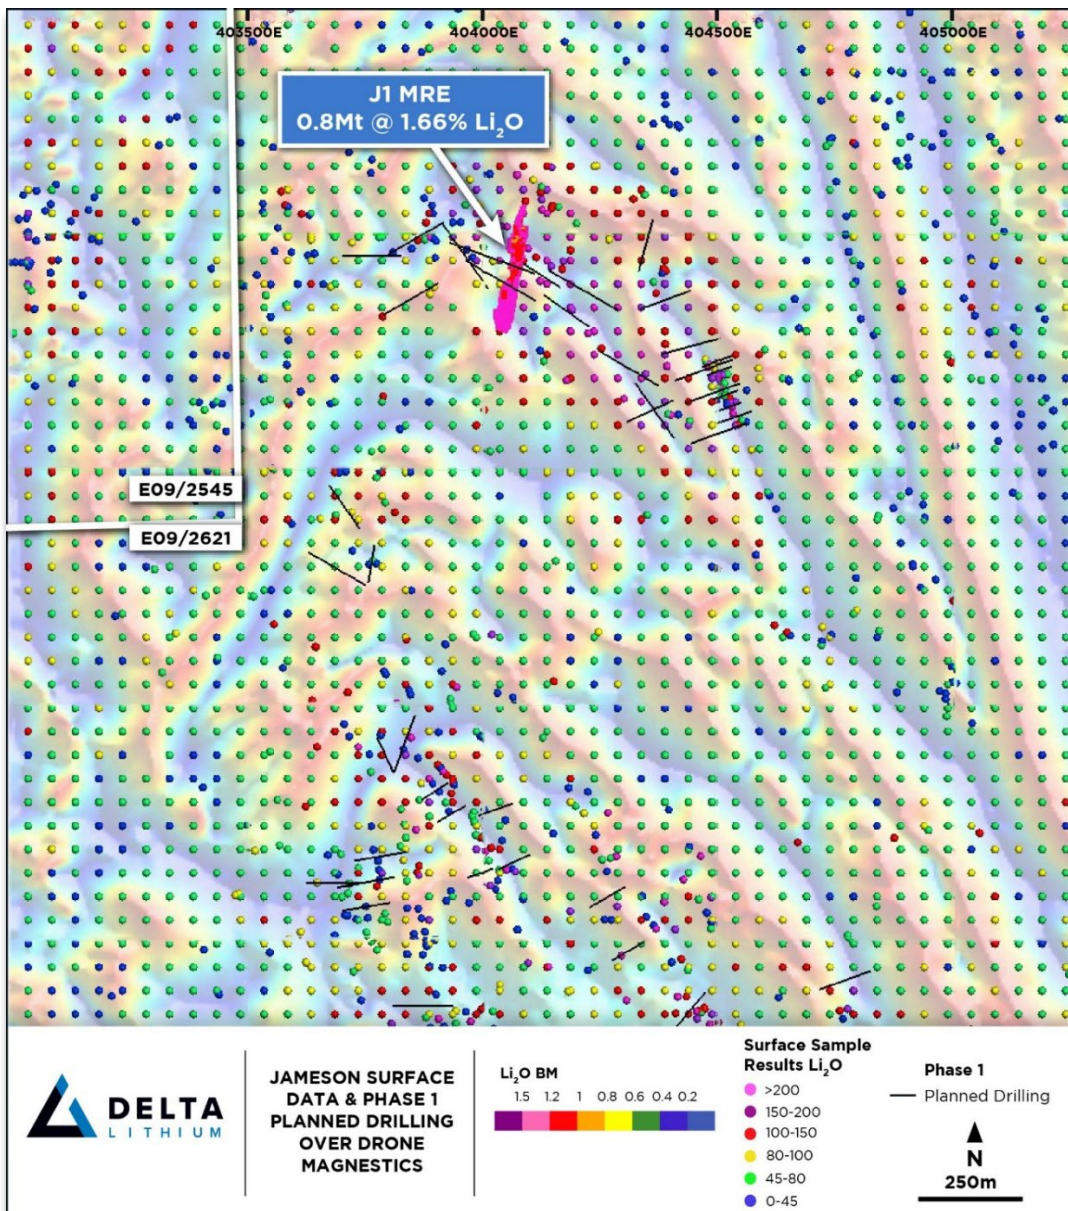 403500E 404000E 404500E 405000E
J1 MRE
0.8Mt @ 1.66% Li₂O
E09/2545
E09/2621
DELTA
LITHIUM
JAMESON SURFACE
DATA & PHASE 1
PLANNED DRILLING
OVER DRONE
MAGNESTICS
Li₂O BM
1.5 1.2 1 0.8 0.6 0.4 0.2
Surface Sample
Results Li₂O
>200
150-200
100-150
80-100
45-80
0-45
Phase 1
Planned Drilling
N
250m